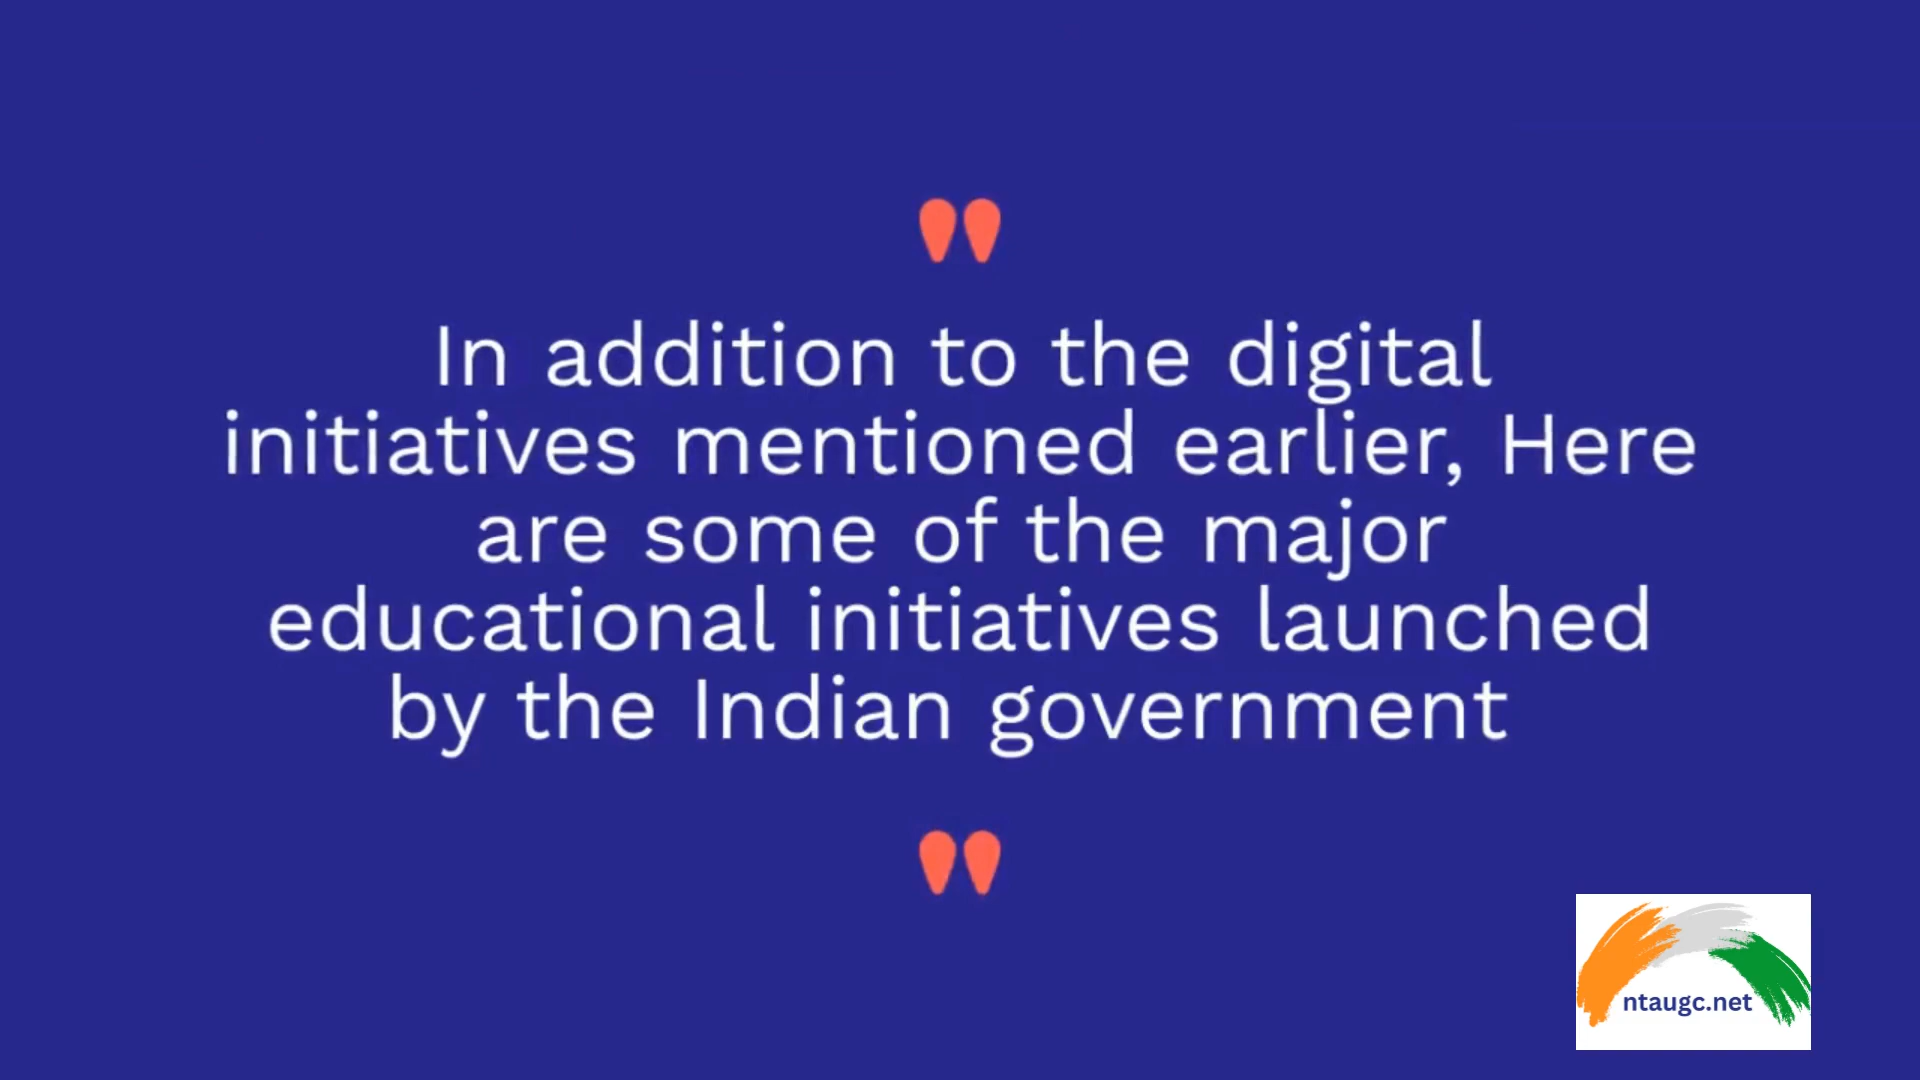 "
In addition to the digital
initiatives mentioned earlier, Here
are some of the major
educational initiatives launched
by the Indian government
"
ntaugc.net